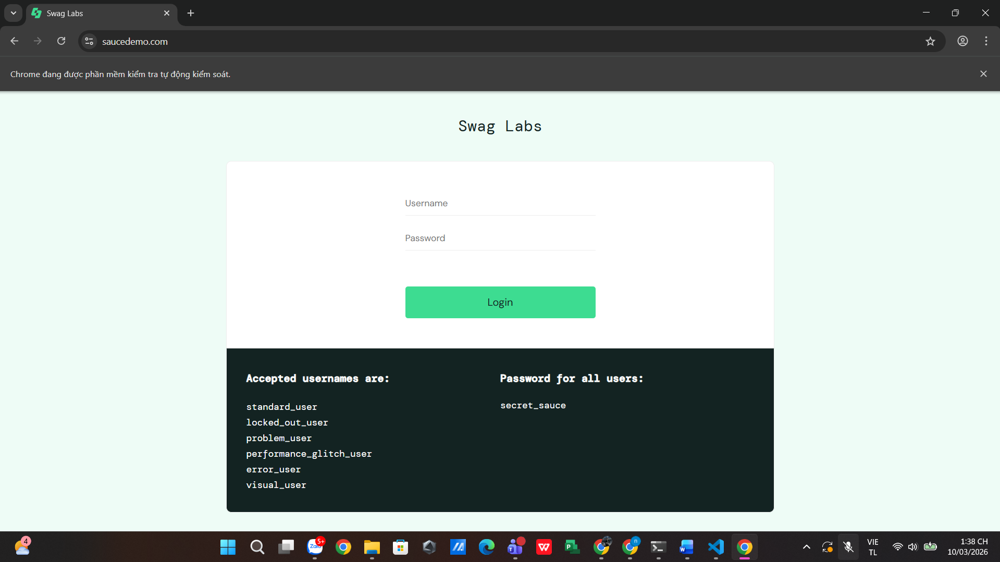 Swag Labs
saucedemo.com
Chrome đang được phần mềm kiểm tra tự động kiểm soát.
Swag Labs
Username
Password
Login
Accepted usernames are:
standard_user
locked_out_user
problem_user
performance_glitch_user
error_user
visual_user
Password for all users:
secret_sauce
4
Zalo
5+
T
W
P
n
W
VIE
TL
1:38 CH
10/03/2026